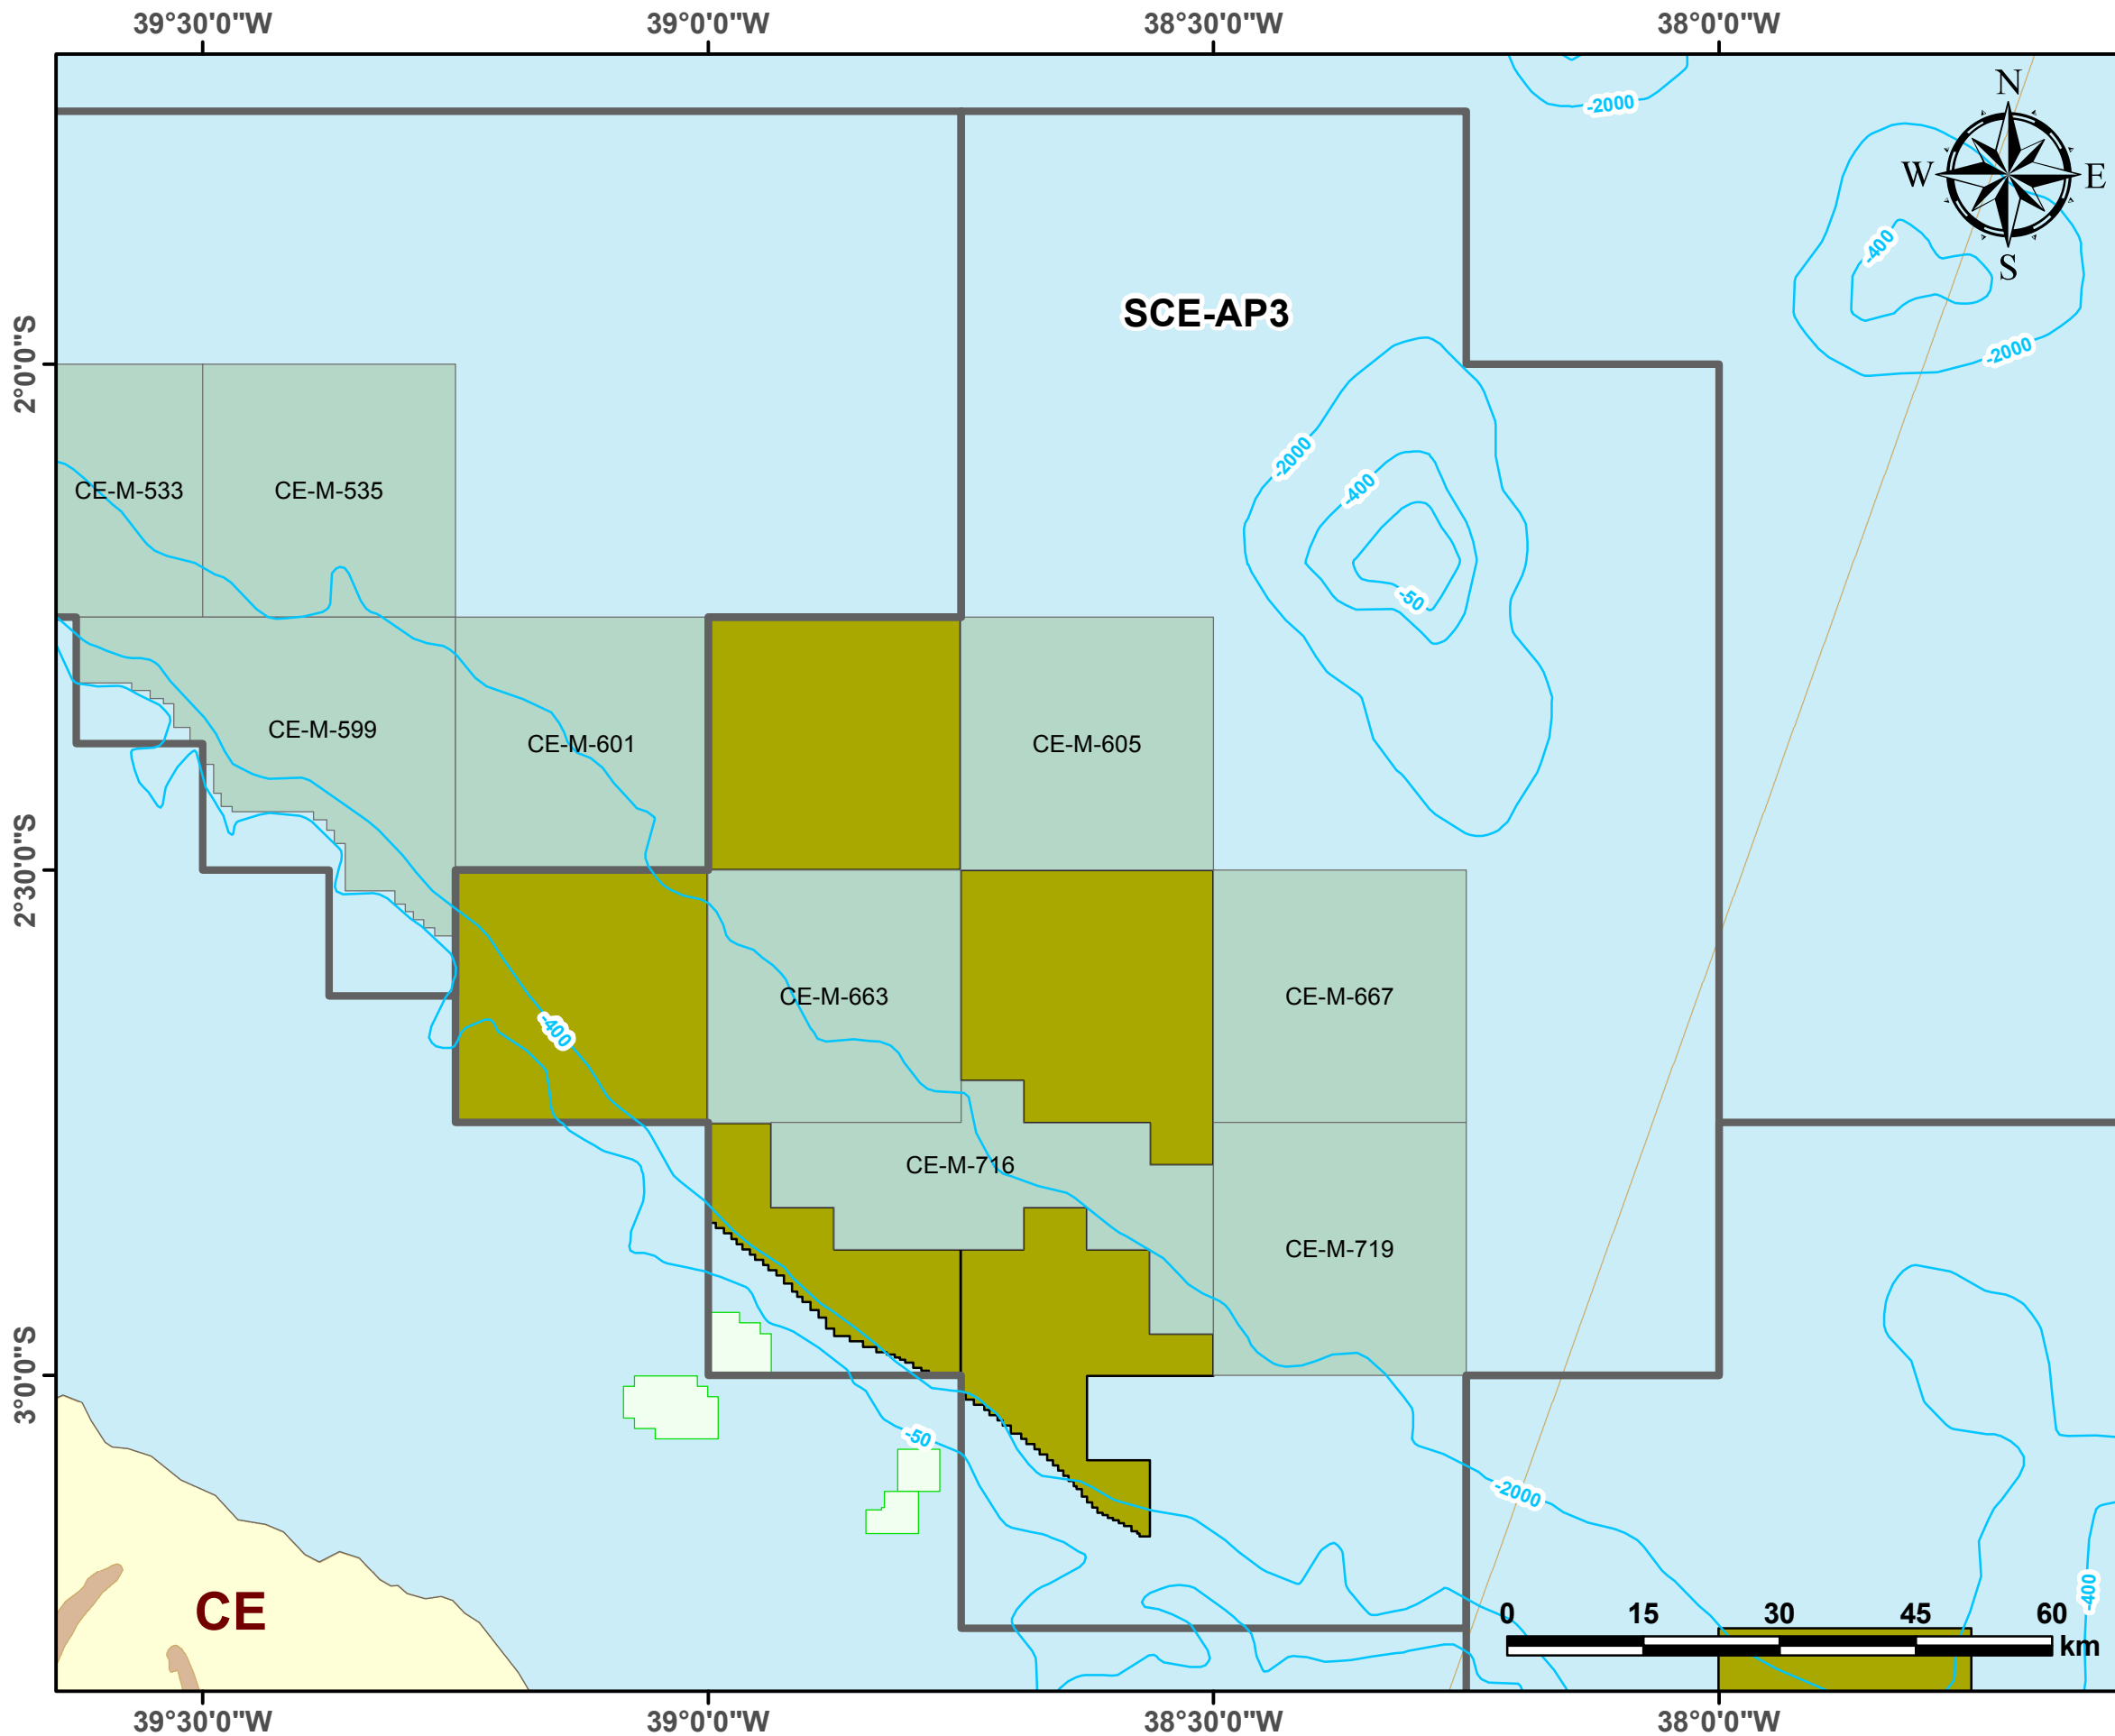 39°30'0"W 39°0'0"W 38°30'0"W 38°0'0"W
-2000
N
W E
S
-400
-2000
SCE-AP3
2°0'0"S
-2000
-400
-50
CE-M-533 CE-M-535
CE-M-599 CE-M-601 CE-M-605
2°30'0"S
-400
CE-M-663 CE-M-667
CE-M-716
CE-M-719
3°0'0"S
-50
-2000
-400
CE
0 15 30 45 60
km
39°30'0"W 39°0'0"W 38°30'0"W 38°0'0"W